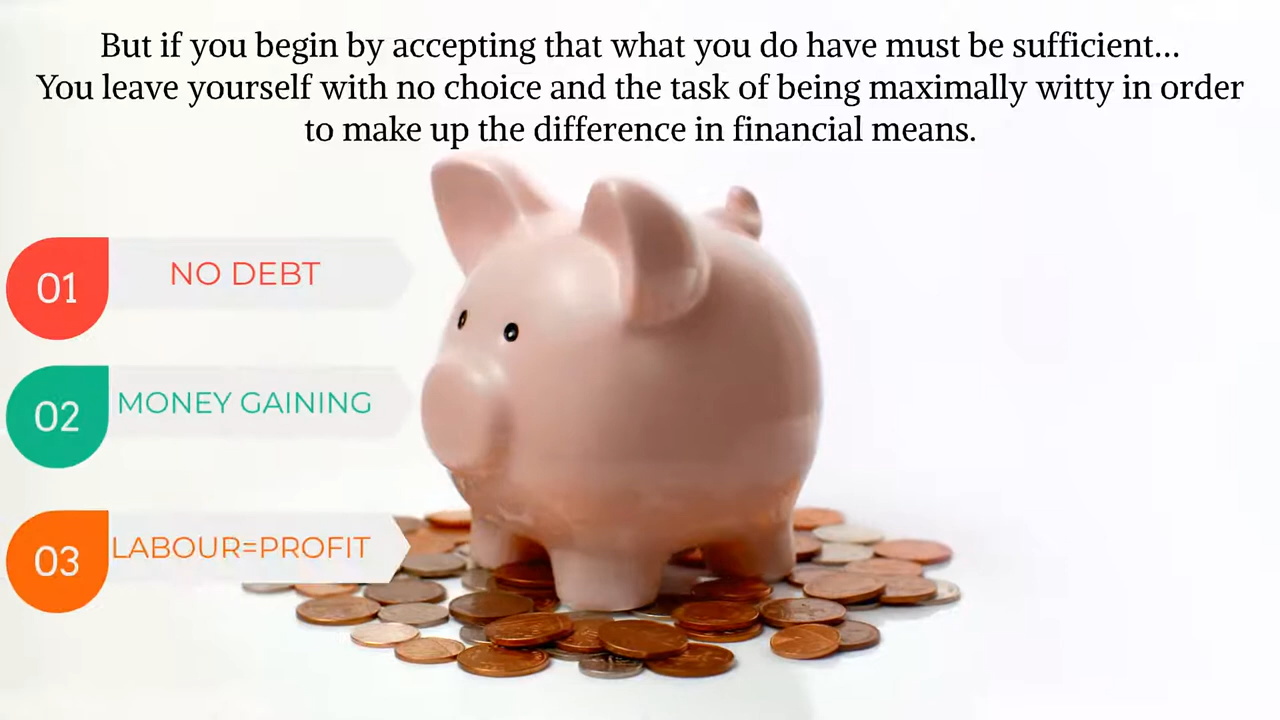 But if you begin by accepting that what you do have must be sufficient...
You leave yourself with no choice and the task of being maximally witty in order
to make up the difference in financial means.
01
NO DEBT
02
MONEY GAINING
03
LABOUR=PROFIT